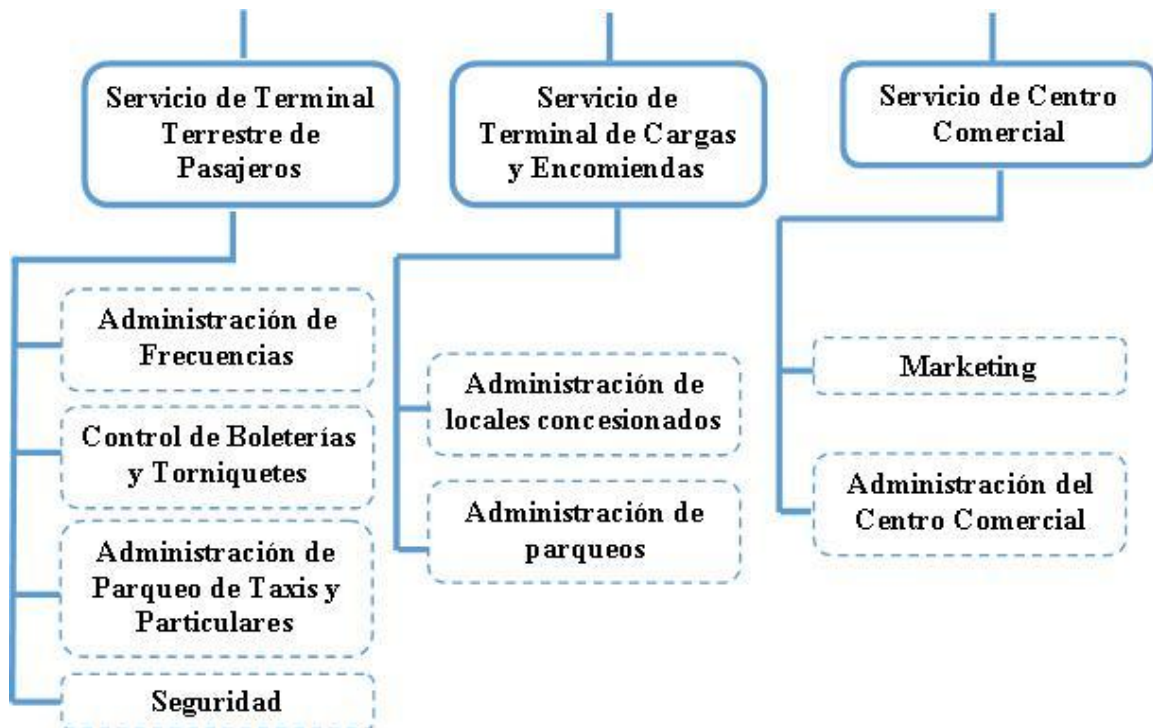 Servicio de Terminal
Terrestre de
Pasajeros
Administración de
Frecuencias
Control de Boleterías
y Torniquetes
Administración de
Parqueo de Taxis y
Particulares
Seguridad
Servicio de
Terminal de Cargas
y Encomiendas
Administración de
locales concesionados
Administración de
parqueos
Servicio de Centro
Comercial
Marketing
Administración del
Centro Comercial